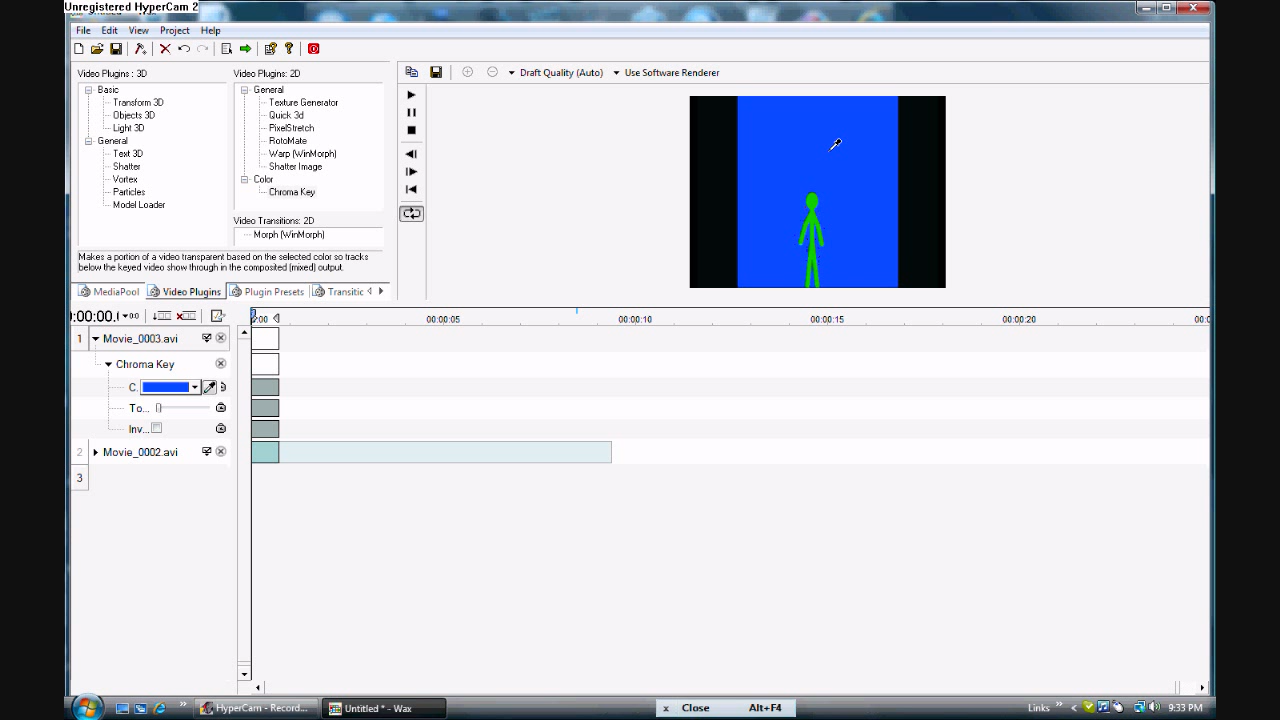 Unregistered HyperCam 2
File Edit View Project Help
Video Plugins : 3D
Basic
Transform 3D
Objects 3D
Light 3D
General
Text 3D
Shatter
Vortex
Particles
Model Loader
Video Plugins: 2D
General
Texture Generator
Quick 3d
PixelStretch
RotoMate
Warp (WinMorph)
Shatter Image
Color
Chroma Key
Video Transitions: 2D
Morph (WinMorph)
Makes a portion of a video transparent based on the selected color so tracks
below the keyed video show through in the composited (mixed) output.
MediaPool Video Plugins Plugin Presets Transitic
Draft Quality (Auto) Use Software Renderer
0:00:00.( 00:00:05 00:00:10 00:00:15 00:00:20
1 Movie_0003.avi
Chroma Key
C.
To...
Inv...
2 Movie_0002.avi
3
HyperCam - Record... Untitled * - Wax x Close Alt+F4 Links 9:33 PM